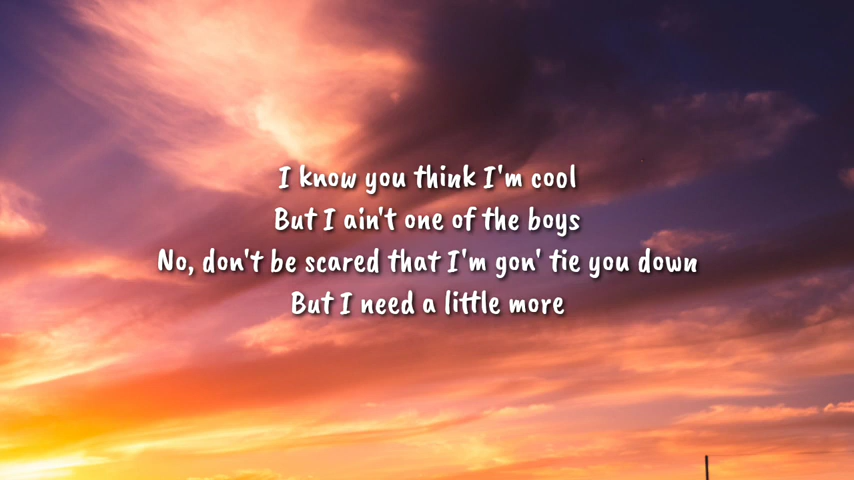 I know you think I'm cool
But I ain't one of the boys
No, don't be scared that I'm gon' tie you down
But I need a little more